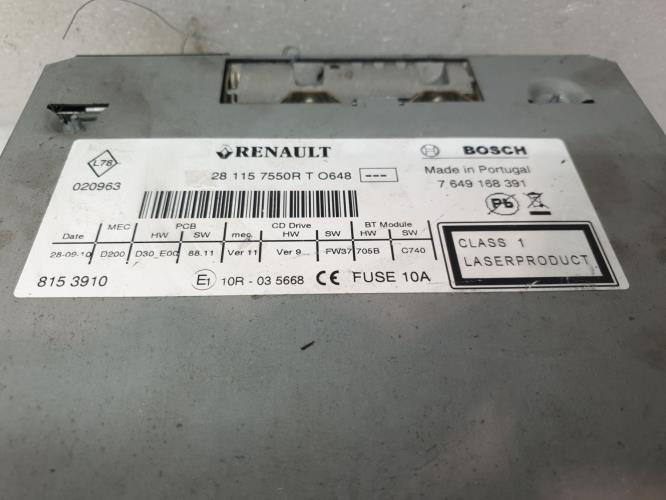 L78
020963
RENAULT
BOSCH
28 115 7550R T O648 ---
Made in Portugal
7 649 168 391
Pb
MEC PCB CD Drive BT Module
Date HW SW mec. HW SW HW SW
28-09-10 D200 D30_E00 88.11 Ver 11 Ver 9 FW37 705B C740
CLASS 1
LASERPRODUCT
815 3910
E1 10R - 03 5668 CE FUSE 10A